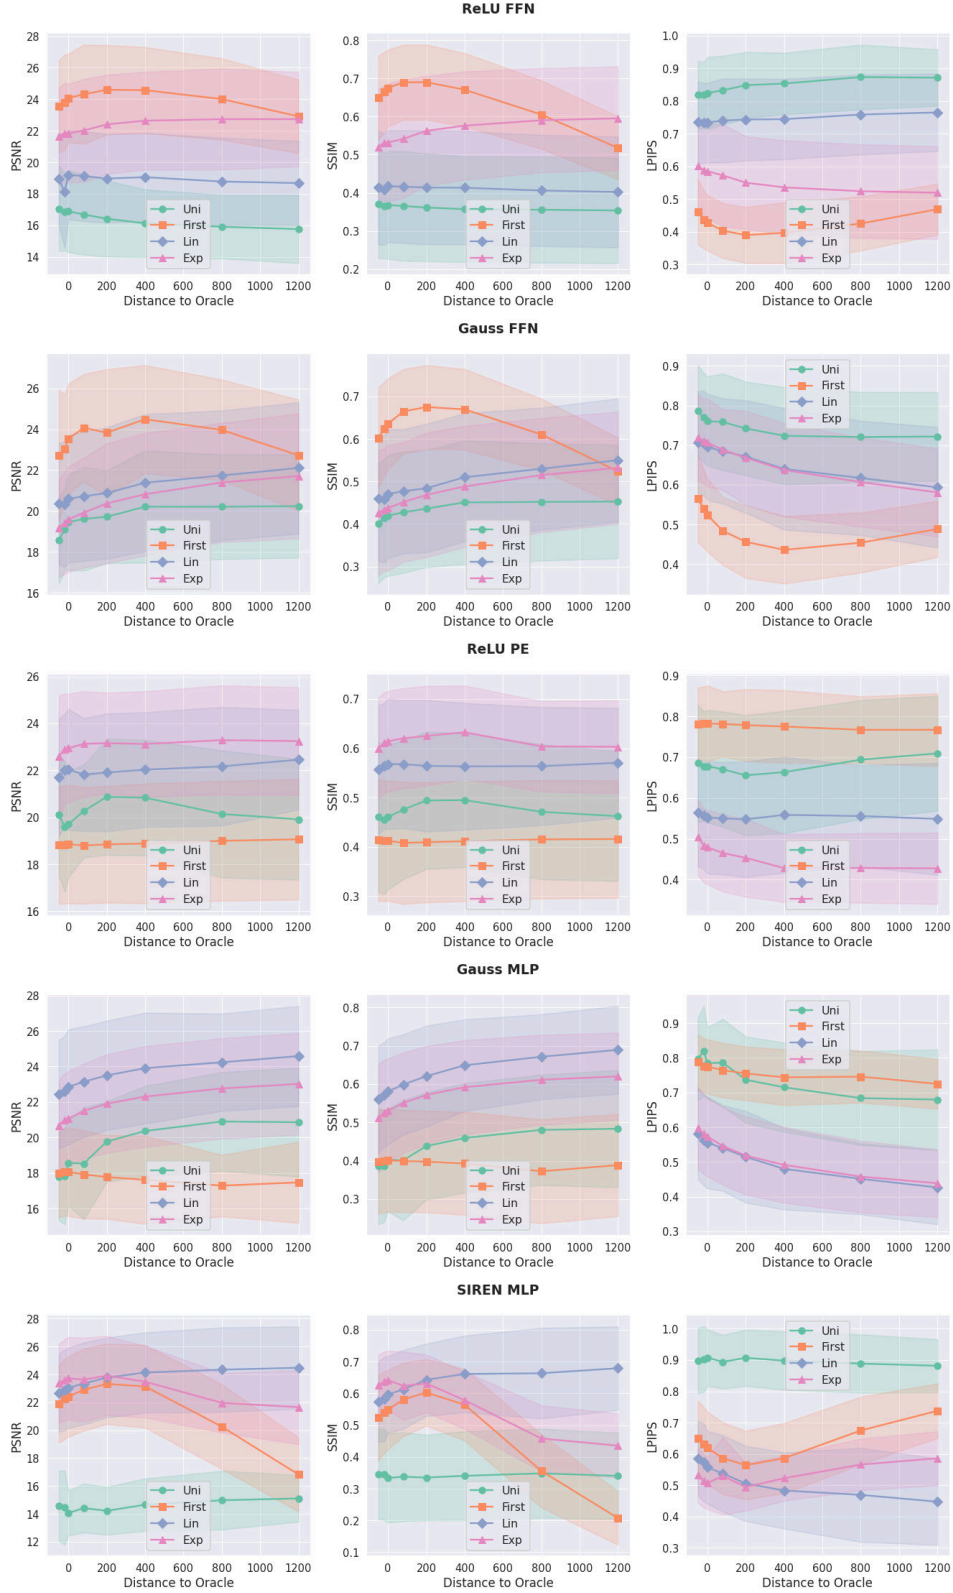 ReLU FFN
28
26
24
22
20
18
16
14
PSNR
0 200 400 600 800 1000 1200
Distance to Oracle
Uni
First
Lin
Exp
0.8
0.7
0.6
0.5
0.4
0.3
0.2
SSIM
0 200 400 600 800 1000 1200
Distance to Oracle
Uni
First
Lin
Exp
1.0
0.9
0.8
0.7
0.6
0.5
0.4
0.3
LPIPS
0 200 400 600 800 1000 1200
Distance to Oracle
Uni
First
Lin
Exp
Gauss FFN
26
24
22
20
18
16
PSNR
0 200 400 600 800 1000 1200
Distance to Oracle
Uni
First
Lin
Exp
0.7
0.6
0.5
0.4
0.3
SSIM
0 200 400 600 800 1000 1200
Distance to Oracle
Uni
First
Lin
Exp
0.9
0.8
0.7
0.6
0.5
0.4
LPIPS
0 200 400 600 800 1000 1200
Distance to Oracle
Uni
First
Lin
Exp
ReLU PE
26
24
22
20
18
16
PSNR
0 200 400 600 800 1000 1200
Distance to Oracle
Uni
First
Lin
Exp
0.7
0.6
0.5
0.4
0.3
SSIM
0 200 400 600 800 1000 1200
Distance to Oracle
Uni
First
Lin
Exp
0.9
0.8
0.7
0.6
0.5
0.4
LPIPS
0 200 400 600 800 1000 1200
Distance to Oracle
Uni
First
Lin
Exp
Gauss MLP
28
26
24
22
20
18
16
PSNR
0 200 400 600 800 1000 1200
Distance to Oracle
Uni
First
Lin
Exp
0.8
0.7
0.6
0.5
0.4
0.3
SSIM
0 200 400 600 800 1000 1200
Distance to Oracle
Uni
First
Lin
Exp
0.9
0.8
0.7
0.6
0.5
0.4
0.3
LPIPS
0 200 400 600 800 1000 1200
Distance to Oracle
Uni
First
Lin
Exp
SIREN MLP
28
26
24
22
20
18
16
14
12
PSNR
0 200 400 600 800 1000 1200
Distance to Oracle
Uni
First
Lin
Exp
0.8
0.7
0.6
0.5
0.4
0.3
0.2
0.1
SSIM
0 200 400 600 800 1000 1200
Distance to Oracle
Uni
First
Lin
Exp
1.0
0.9
0.8
0.7
0.6
0.5
0.4
0.3
LPIPS
0 200 400 600 800 1000 1200
Distance to Oracle
Uni
First
Lin
Exp